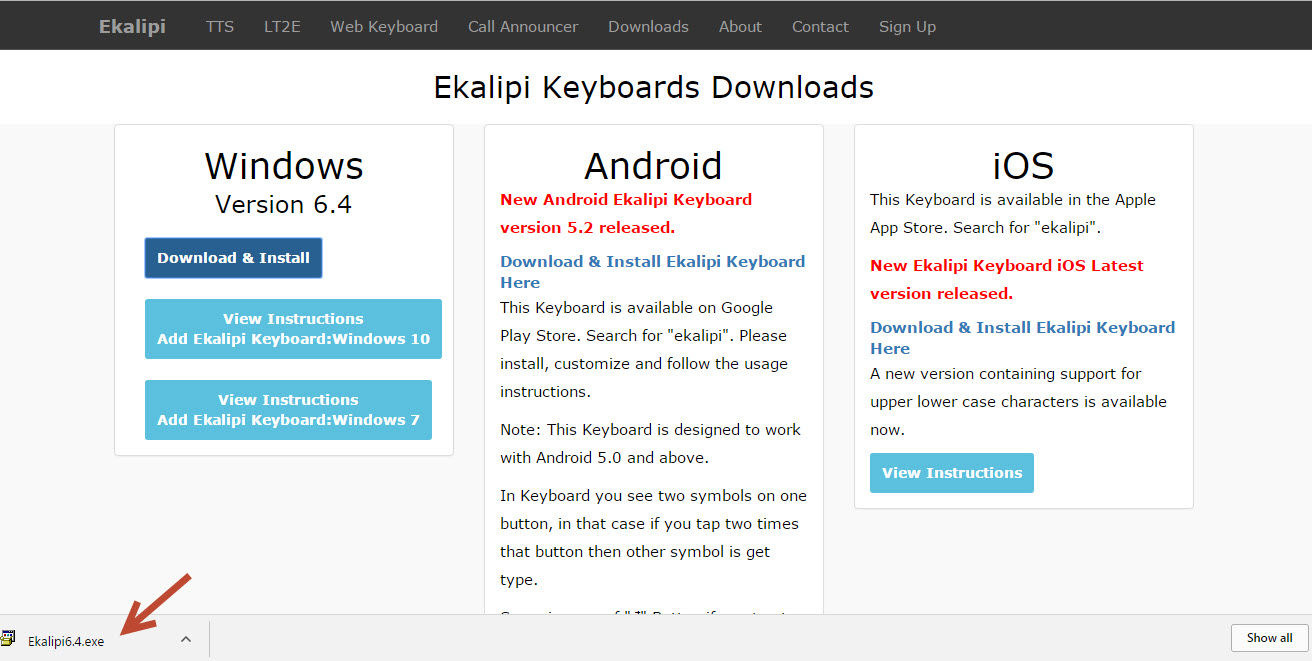 Ekalipi TTS LT2E Web Keyboard Call Announcer Downloads About Contact Sign Up
Ekalipi Keyboards Downloads
Windows
Version 6.4
Download & Install
View Instructions
Add Ekalipi Keyboard:Windows 10
View Instructions
Add Ekalipi Keyboard:Windows 7
Android
New Android Ekalipi Keyboard
version 5.2 released.
Download & Install Ekalipi Keyboard
Here
This Keyboard is available on Google
Play Store. Search for "ekalipi". Please
install, customize and follow the usage
instructions.
Note: This Keyboard is designed to work
with Android 5.0 and above.
In Keyboard you see two symbols on one
button, in that case if you tap two times
that button then other symbol is get
type.
iOS
This Keyboard is available in the Apple
App Store. Search for "ekalipi".
New Ekalipi Keyboard iOS Latest
version released.
Download & Install Ekalipi Keyboard
Here
A new version containing support for
upper lower case characters is available
now.
View Instructions
Ekalipi6.4.exe
Show all